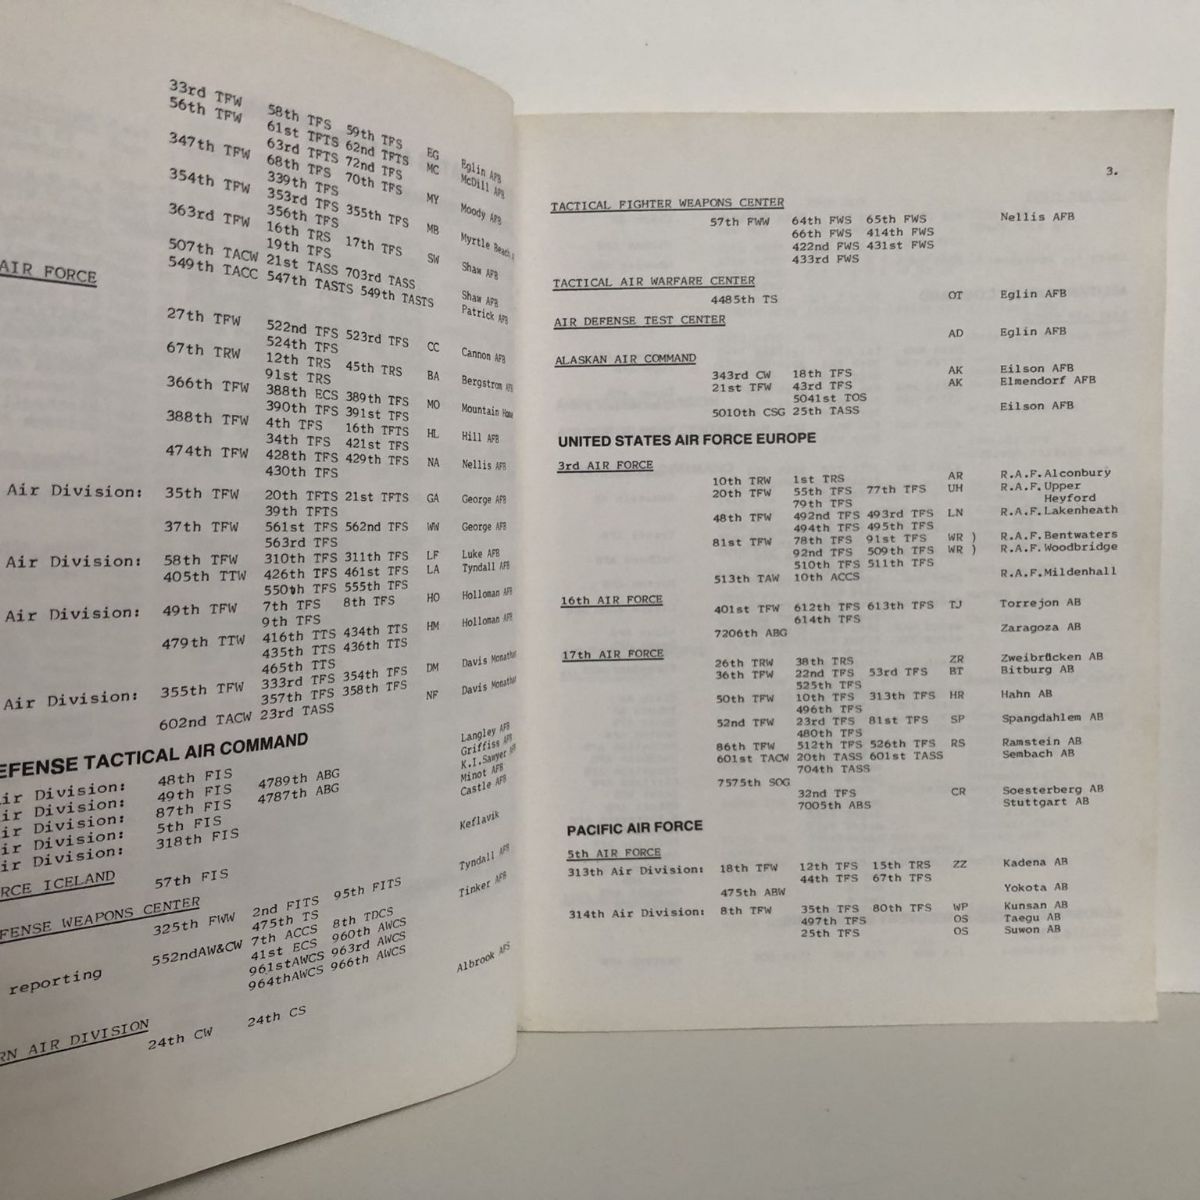 33rd TFW 58th TFS 59th TFS EG Eglin AFB
56th TFW 61st TFTS 62nd TFTS MC McDill AFB
63rd TFTS 72nd TFS
347th TFW 68th TFS 70th TFS MY Moody AFB
339th TFS
354th TFW 353rd TFS 355th TFS MB Myrtle Beach
356th TFS
363rd TFW 16th TRS 17th TFS SW Shaw AFB
19th TFS
507th TACW 21st TASS 703rd TASS Shaw AFB
549th TACC 547th TASTS 549th TASTS Patrick AFB
AIR FORCE
27th TFW 522nd TFS 523rd TFS CC Cannon AFB
524th TFS
67th TRW 12th TRS 45th TRS BA Bergstrom AFB
91st TRS
366th TFW 388th ECS 389th TFS MO Mountain Home
390th TFS 391st TFS
388th TFW 4th TFS 16th TFTS HL Hill AFB
34th TFS 421st TFS
474th TFW 428th TFS 429th TFS NA Nellis AFB
430th TFS
Air Division: 35th TFW 20th TFTS 21st TFTS GA George AFB
39th TFTS
37th TFW 561st TFS 562nd TFS WW George AFB
563rd TFS
Air Division: 58th TFW 310th TFS 311th TFS LF Luke AFB
405th TTW 426th TFS 461st TFS LA Tyndall AFB
550th TFS 555th TFS
Air Division: 49th TFW 7th TFS 8th TFS HO Holloman AFB
9th TFS
479th TTW 416th TTS 434th TTS HM Holloman AFB
435th TTS 436th TTS
465th TTS
Air Division: 355th TFW 333rd TFS 354th TFS DM Davis Monathan
357th TFS 358th TFS
602nd TACW 23rd TASS NF Davis Monathan
EFENSE TACTICAL AIR COMMAND
ir Division: 48th FIS Langley AFB
ir Division: 49th FIS 4789th ABG Griffiss AFB
ir Division: 87th FIS 4787th ABG K.I.Sawyer AFB
ir Division: 5th FIS Minot AFB
ir Division: 318th FIS Castle AFB
RCE ICELAND
57th FIS Keflavik
FENSE WEAPONS CENTER
325th FWW 2nd FITS 95th FITS Tyndall AFB
475th TS
552ndAW&CW 7th ACCS 8th TDCS Tinker AFB
41st ECS 960th AWCS
reporting 961stAWCS 963rd AWCS
964thAWCS 966th AWCS
RN AIR DIVISION
24th CW 24th CS Albrook AFS
3.
TACTICAL FIGHTER WEAPONS CENTER
57th FWW 64th FWS 65th FWS Nellis AFB
66th FWS 414th FWS
422nd FWS 431st FWS
433rd FWS
TACTICAL AIR WARFARE CENTER
4485th TS OT Eglin AFB
AIR DEFENSE TEST CENTER
AD Eglin AFB
ALASKAN AIR COMMAND
343rd CW 18th TFS AK Eilson AFB
21st TFW 43rd TFS AK Elmendorf AFB
5041st TOS
5010th CSG 25th TASS Eilson AFB
UNITED STATES AIR FORCE EUROPE
3rd AIR FORCE
10th TRW 1st TRS AR R.A.F.Alconbury
20th TFW 55th TFS 77th TFS UH R.A.F.Upper
79th TFS Heyford
48th TFW 492nd TFS 493rd TFS LN R.A.F.Lakenheath
494th TFS 495th TFS
81st TFW 78th TFS 91st TFS WR ) R.A.F.Bentwaters
92nd TFS 509th TFS WR ) R.A.F.Woodbridge
510th TFS 511th TFS
513th TAW 10th ACCS R.A.F.Mildenhall
16th AIR FORCE
401st TFW 612th TFS 613th TFS TJ Torrejon AB
614th TFS
7206th ABG Zaragoza AB
17th AIR FORCE
26th TRW 38th TRS ZR Zweibrücken AB
36th TFW 22nd TFS 53rd TFS BT Bitburg AB
525th TFS
50th TFW 10th TFS 313th TFS HR Hahn AB
496th TFS
52nd TFW 23rd TFS 81st TFS SP Spangdahlem AB
480th TFS
86th TFW 512th TFS 526th TFS RS Ramstein AB
601st TACW 20th TASS 601st TASS Sembach AB
704th TASS
7575th SOG
32nd TFS CR Soesterberg AB
7005th ABS Stuttgart AB
PACIFIC AIR FORCE
5th AIR FORCE
313th Air Division: 18th TFW 12th TFS 15th TRS ZZ Kadena AB
44th TFS 67th TFS
475th ABW Yokota AB
314th Air Division: 8th TFW 35th TFS 80th TFS WP Kunsan AB
497th TFS OS Taegu AB
25th TFS OS Suwon AB